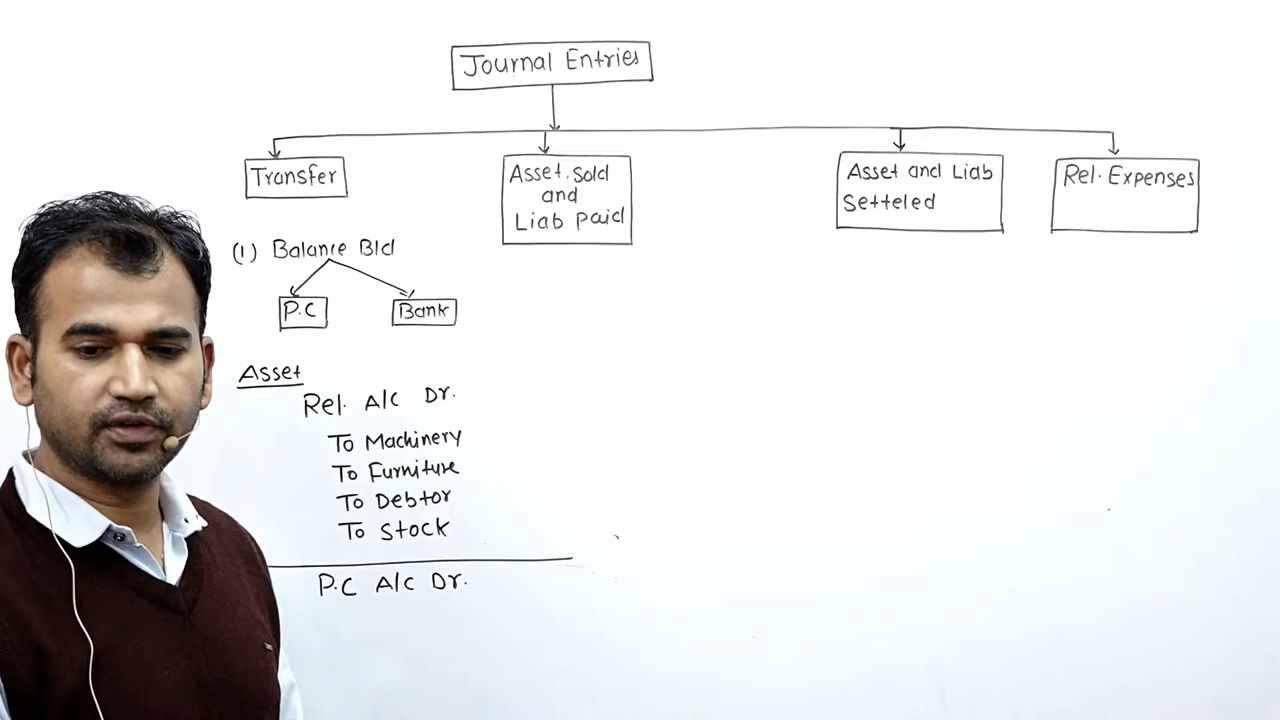 Journal Entries
Transfer
Asset. Sold
and
Liab paid
Asset and Liab
Setteled
Rel. Expenses
(1) Balance Bld
P.C
Bank
Asset
Rel. A/c Dr.
To Machinery
To Furniture
To Debtor
To Stock
P.C A/c Dr.